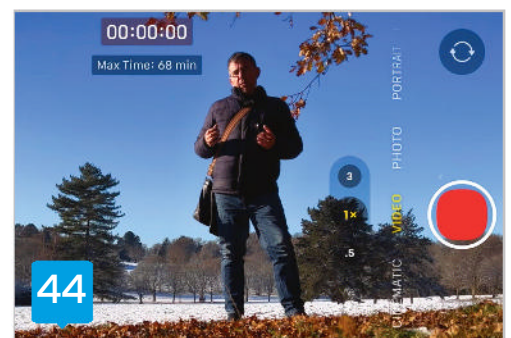 00:00:00
Max Time: 68 min
PORTRAIT
PHOTO
VIDEO
CINEMATIC
3
1×
.5
44